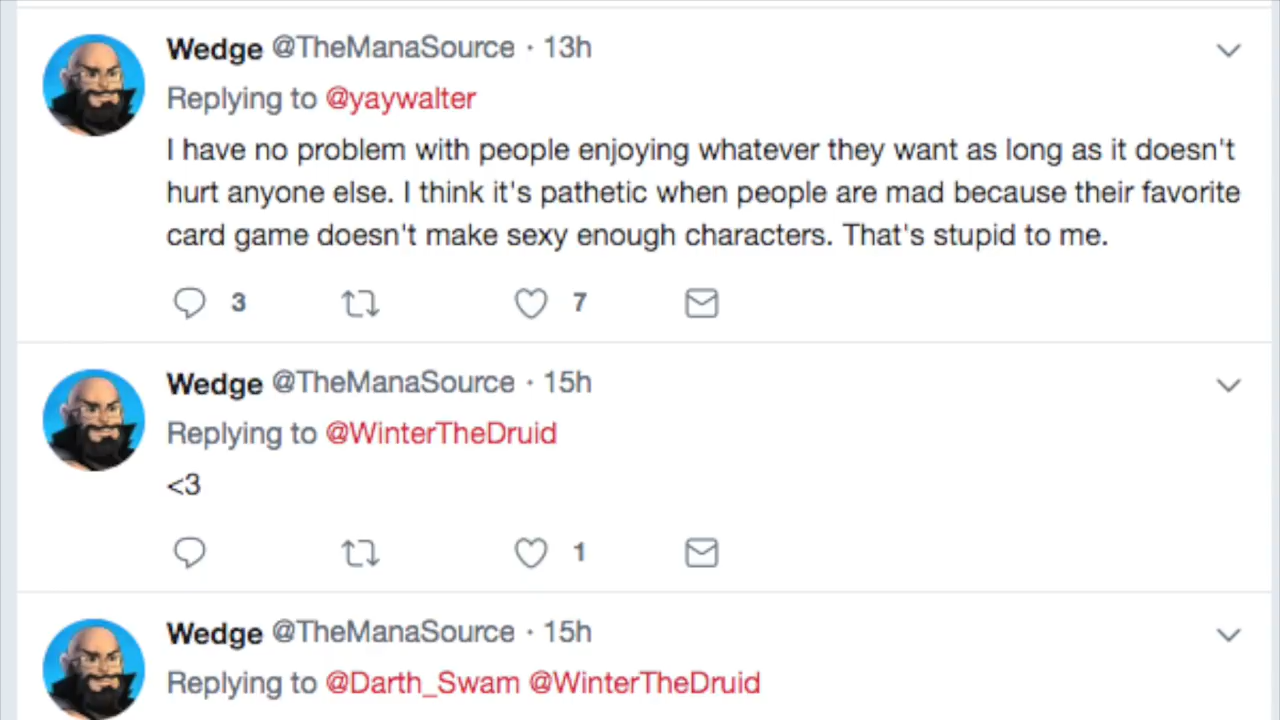 Wedge @TheManaSource · 13h
Replying to @yaywalter
I have no problem with people enjoying whatever they want as long as it doesn't
hurt anyone else. I think it's pathetic when people are mad because their favorite
card game doesn't make sexy enough characters. That's stupid to me.
3 7
Wedge @TheManaSource · 15h
Replying to @WinterTheDruid
<3
1
Wedge @TheManaSource · 15h
Replying to @Darth_Swam @WinterTheDruid